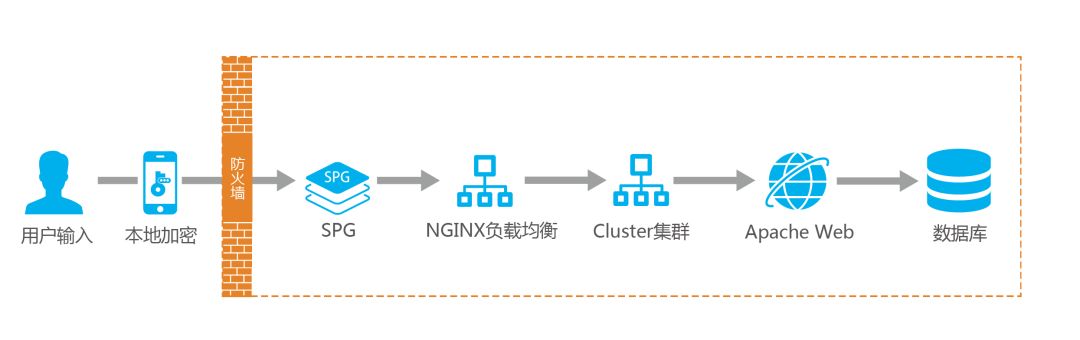 防火墙
SPG
用户输入
本地加密
SPG
NGINX负载均衡
Cluster集群
Apache Web
数据库